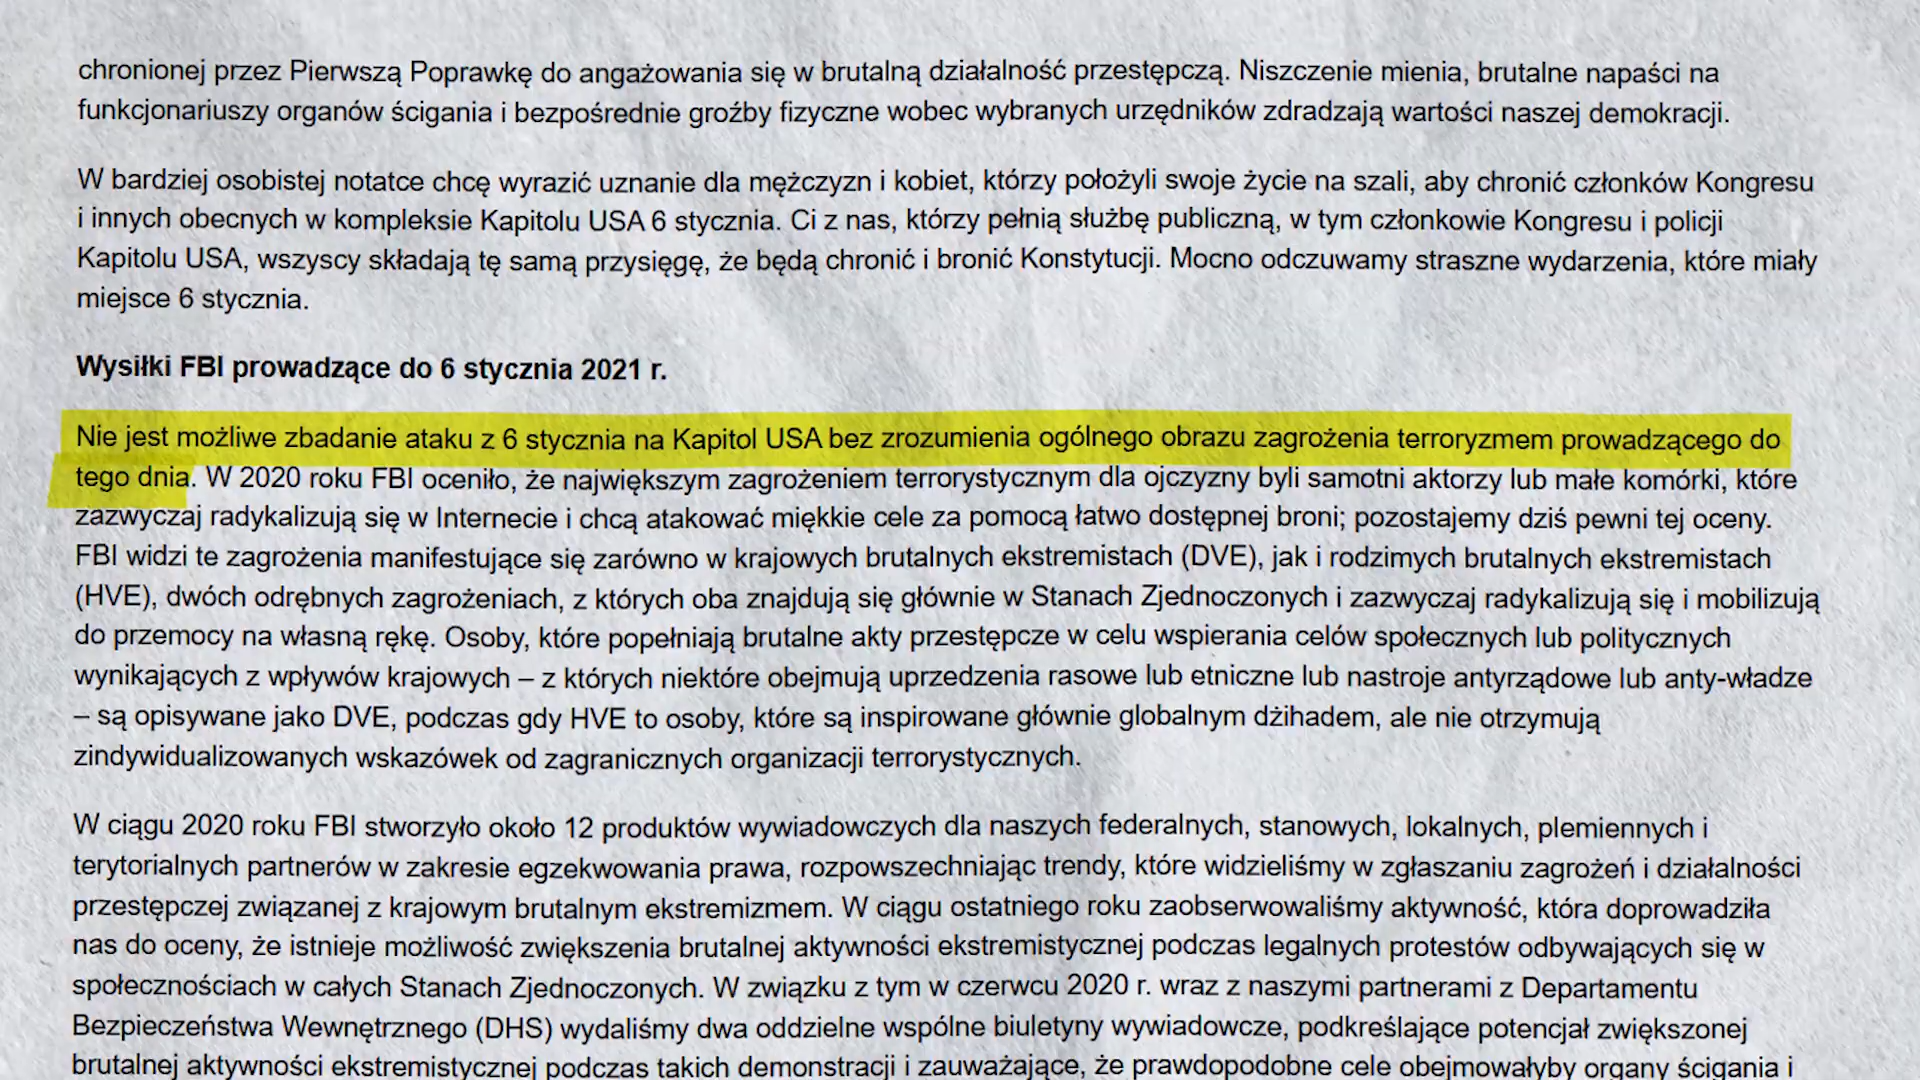 chronionej przez Pierwszą Poprawkę do angażowania się w brutalną działalność przestępczą. Niszczenie mienia, brutalne napaści na
funkcjonariuszy organów ścigania i bezpośrednie groźby fizyczne wobec wybranych urzędników zdradzają wartości naszej demokracji.
W bardziej osobistej notatce chcę wyrazić uznanie dla mężczyzn i kobiet, którzy położyli swoje życie na szali, aby chronić członków Kongresu
i innych obecnych w kompleksie Kapitolu USA 6 stycznia. Ci z nas, którzy pełnią służbę publiczną, w tym członkowie Kongresu i policji
Kapitolu USA, wszyscy składają tę samą przysięgę, że będą chronić i bronić Konstytucji. Mocno odczuwamy straszne wydarzenia, które miały
miejsce 6 stycznia.
Wysiłki FBI prowadzące do 6 stycznia 2021 r.
Nie jest możliwe zbadanie ataku z 6 stycznia na Kapitol USA bez zrozumienia ogólnego obrazu zagrożenia terroryzmem prowadzącego do
tego dnia. W 2020 roku FBI oceniło, że największym zagrożeniem terrorystycznym dla ojczyzny byli samotni aktorzy lub małe komórki, które
zazwyczaj radykalizują się w Internecie i chcą atakować miękkie cele za pomocą łatwo dostępnej broni; pozostajemy dziś pewni tej oceny.
FBI widzi te zagrożenia manifestujące się zarówno w krajowych brutalnych ekstremistach (DVE), jak i rodzimych brutalnych ekstremistach
(HVE), dwóch odrębnych zagrożeniach, z których oba znajdują się głównie w Stanach Zjednoczonych i zazwyczaj radykalizują się i mobilizują
do przemocy na własną rękę. Osoby, które popełniają brutalne akty przestępcze w celu wspierania celów społecznych lub politycznych
wynikających z wpływów krajowych – z których niektóre obejmują uprzedzenia rasowe lub etniczne lub nastroje antyrządowe lub anty-władze
– są opisywane jako DVE, podczas gdy HVE to osoby, które są inspirowane głównie globalnym dżihadem, ale nie otrzymują
zindywidualizowanych wskazówek od zagranicznych organizacji terrorystycznych.
W ciągu 2020 roku FBI stworzyło około 12 produktów wywiadowczych dla naszych federalnych, stanowych, lokalnych, plemiennych i
terytorialnych partnerów w zakresie egzekwowania prawa, rozpowszechniając trendy, które widzieliśmy w zgłaszaniu zagrożeń i działalności
przestępczej związanej z krajowym brutalnym ekstremizmem. W ciągu ostatniego roku zaobserwowaliśmy aktywność, która doprowadziła
nas do oceny, że istnieje możliwość zwiększenia brutalnej aktywności ekstremistycznej podczas legalnych protestów odbywających się w
społecznościach w całych Stanach Zjednoczonych. W związku z tym w czerwcu 2020 r. wraz z naszymi partnerami z Departamentu
Bezpieczeństwa Wewnętrznego (DHS) wydaliśmy dwa oddzielne wspólne biuletyny wywiadowcze, podkreślające potencjał zwiększonej
brutalnej aktywności ekstremistycznej podczas takich demonstracji i zauważające, że prawdopodobne cele obejmowałyby organy ścigania i